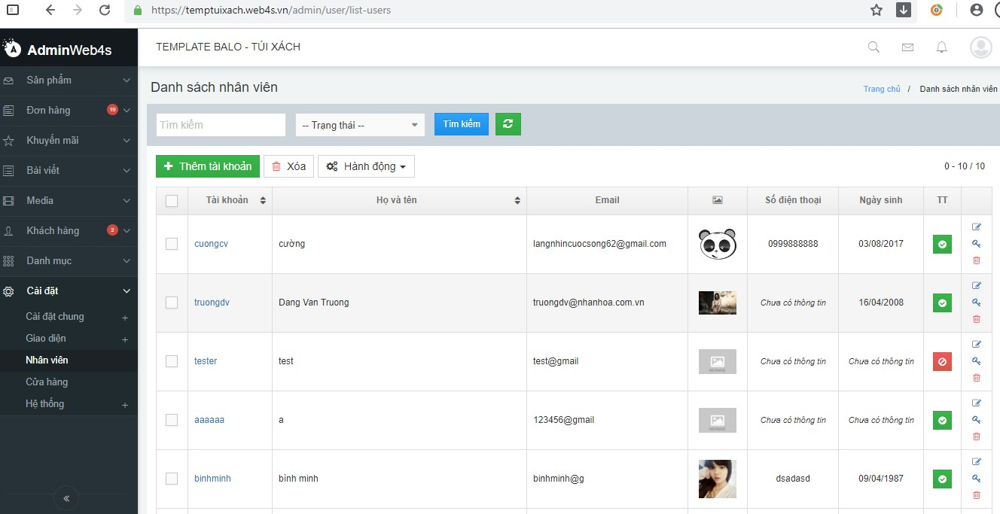 https://temptuixach.web4s.vn/admin/user/list-users
AdminWeb4s
TEMPLATE BALO - TÚI XÁCH
Sản phẩm
Đơn hàng 19
Khuyến mãi
Bài viết
Media
Khách hàng 2
Danh mục
Cài đặt
Cài đặt chung +
Giao diện +
Nhân viên
Cửa hàng
Hệ thống +
Danh sách nhân viên
Trang chủ / Danh sách nhân viên
Tìm kiếm -- Trạng thái -- Tìm kiếm
Thêm tài khoản Xóa Hành động 0 - 10 / 10
Tài khoản Họ và tên Email Số điện thoại Ngày sinh TT
cuongcv cường langnhincuocsong62@gmail.com 0999888888 03/08/2017
truongdv Dang Van Truong truongdv@nhanhoa.com.vn Chưa có thông tin 16/04/2008
tester test test@gmail Chưa có thông tin Chưa có thông tin
aaaaaa a 123456@gmail Chưa có thông tin Chưa có thông tin
binhminh bình minh binhminh@g dsadasd 09/04/1987